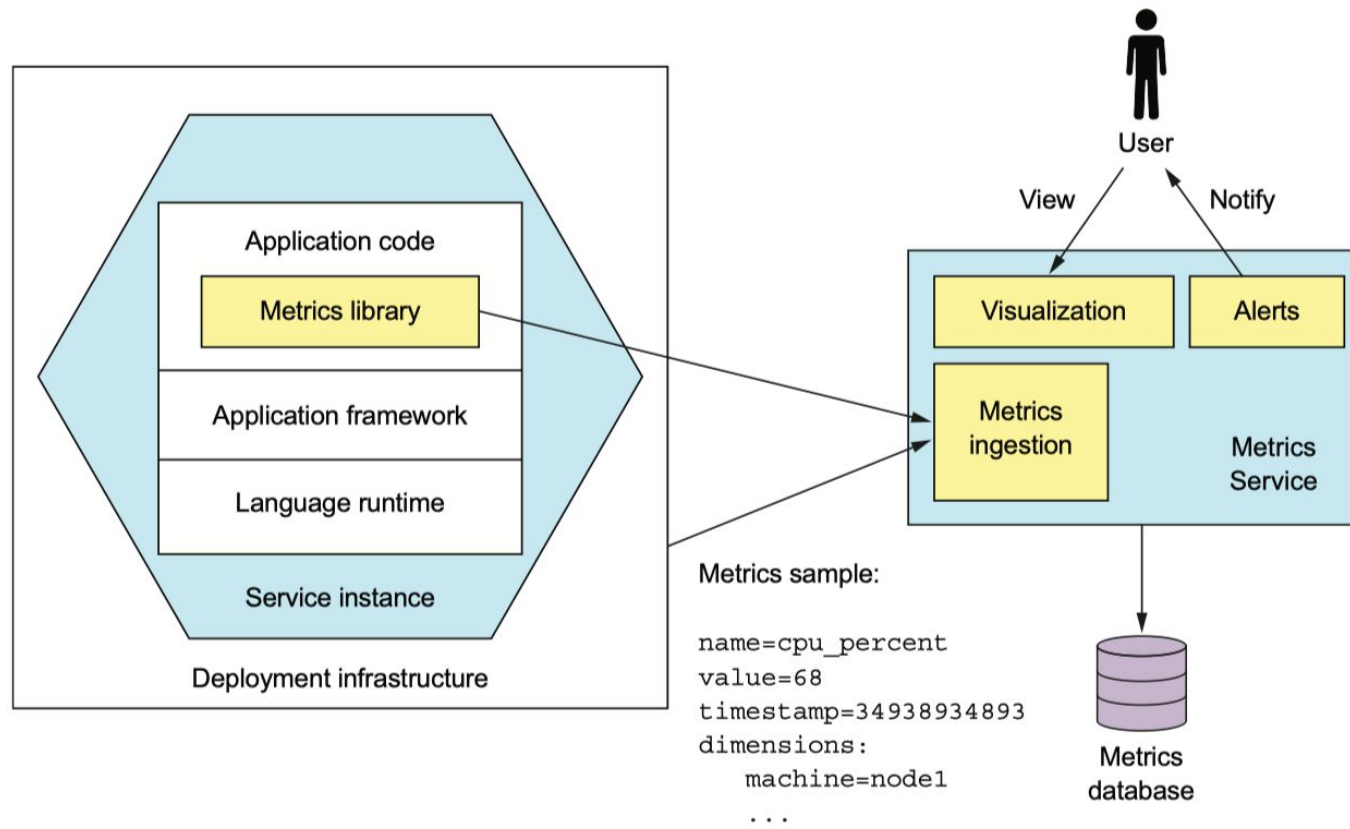 User
View
Notify
Application code
Metrics library
Application framework
Language runtime
Service instance
Deployment infrastructure
Visualization
Alerts
Metrics
ingestion
Metrics
Service
Metrics sample:
name=cpu_percent
value=68
timestamp=34938934893
dimensions:
machine=node1
...
Metrics
database